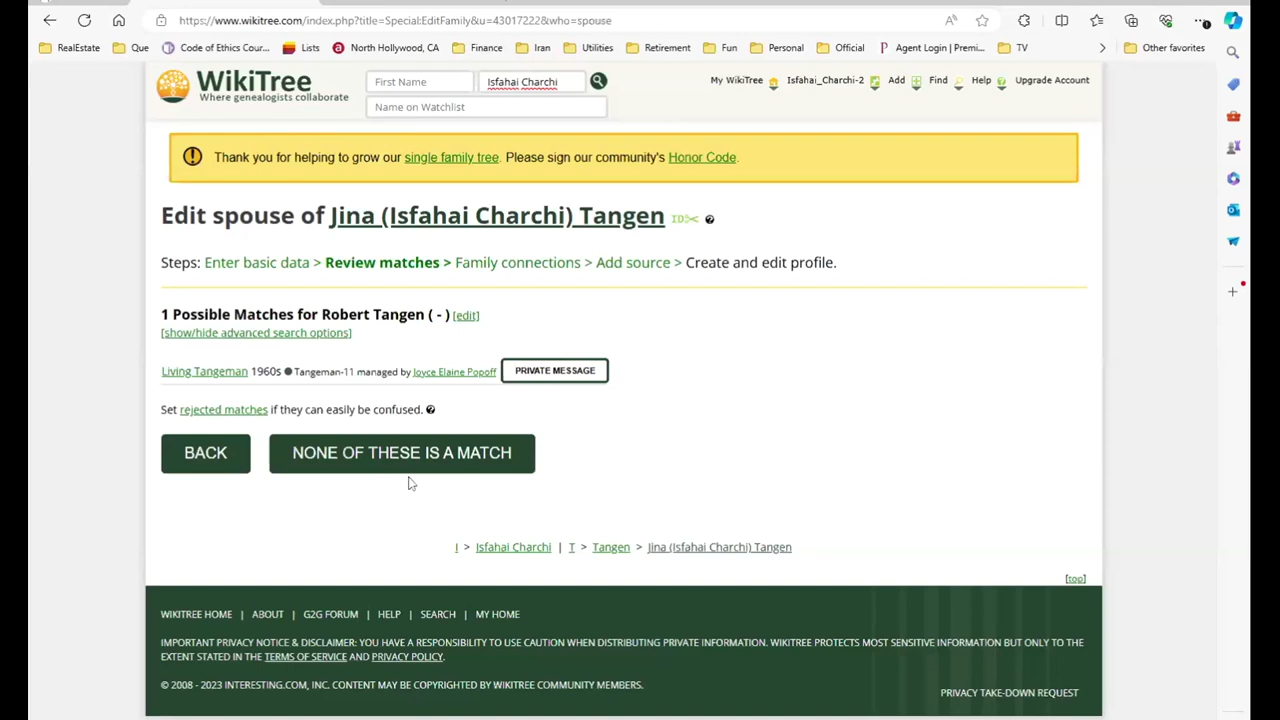 https://www.wikitree.com/index.php?title=Special:EditFamily&u=43017222&who=spouse
RealEstate Que Code of Ethics Cour... Lists North Hollywood, CA Finance Iran Utilities Retirement Fun Personal Official Agent Login | Premi... TV Other favorites
WikiTree
Where genealogists collaborate
First Name Isfahai Charchi
Name on Watchlist
My WikiTree Isfahai_Charchi-2 Add Find Help Upgrade Account
Thank you for helping to grow our single family tree. Please sign our community's Honor Code.
Edit spouse of Jina (Isfahai Charchi) Tangen ID
Steps: Enter basic data > Review matches > Family connections > Add source > Create and edit profile.
1 Possible Matches for Robert Tangen ( - ) [edit]
[show/hide advanced search options]
Living Tangeman 1960s Tangeman-11 managed by Joyce Elaine Popoff PRIVATE MESSAGE
Set rejected matches if they can easily be confused.
BACK NONE OF THESE IS A MATCH
I > Isfahai Charchi | T > Tangen > Jina (Isfahai Charchi) Tangen
[top]
WIKITREE HOME | ABOUT | G2G FORUM | HELP | SEARCH | MY HOME
IMPORTANT PRIVACY NOTICE & DISCLAIMER: YOU HAVE A RESPONSIBILITY TO USE CAUTION WHEN DISTRIBUTING PRIVATE INFORMATION. WIKITREE PROTECTS MOST SENSITIVE INFORMATION BUT ONLY TO THE
EXTENT STATED IN THE TERMS OF SERVICE AND PRIVACY POLICY.
© 2008 - 2023 INTERESTING.COM, INC. CONTENT MAY BE COPYRIGHTED BY WIKITREE COMMUNITY MEMBERS.
PRIVACY TAKE-DOWN REQUEST